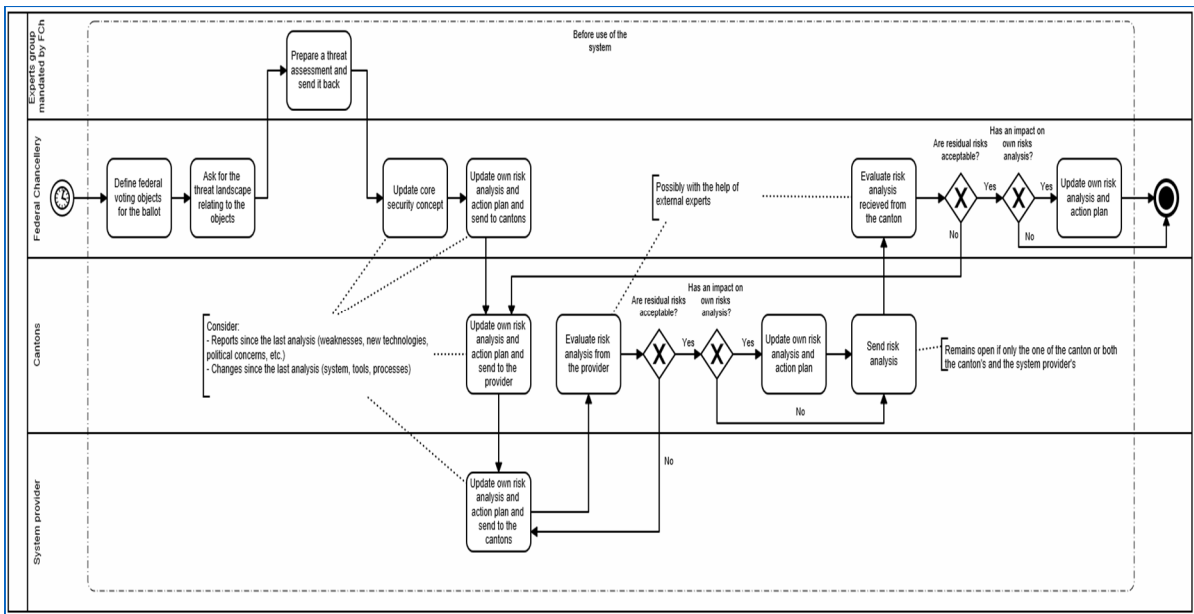 Experts group
mandated by FCh
Before use of the
system
Prepare a threat
assessment and
send it back
Federal Chancellery
Define federal
voting objects
for the ballot
Ask for the
threat landscape
relating to the
objects
Update core
security concept
Update own risk
analysis and
action plan and
send to cantons
Possibly with the help of
external experts
Evaluate risk
analysis
recieved from
the canton
Are residual risks
acceptable?
Yes
No
Has an impact on
own risks
analysis?
Yes
No
Update own risk
analysis and
action plan
Cantons
Consider:
- Reports since the last analysis (weaknesses, new technologies,
political concerns, etc.)
- Changes since the last analysis (system, tools, processes)
Update own risk
analysis and
action plan and
send to the
provider
Evaluate risk
analysis from
the provider
Are residual risks
acceptable?
Yes
No
Has an impact on
own risks
analysis?
Yes
No
Update own risk
analysis and
action plan
Send risk
analysis
Remains open if only the one of the canton or both
the canton's and the system provider's
System provider
Update own risk
analysis and
action plan and
send to the
cantons